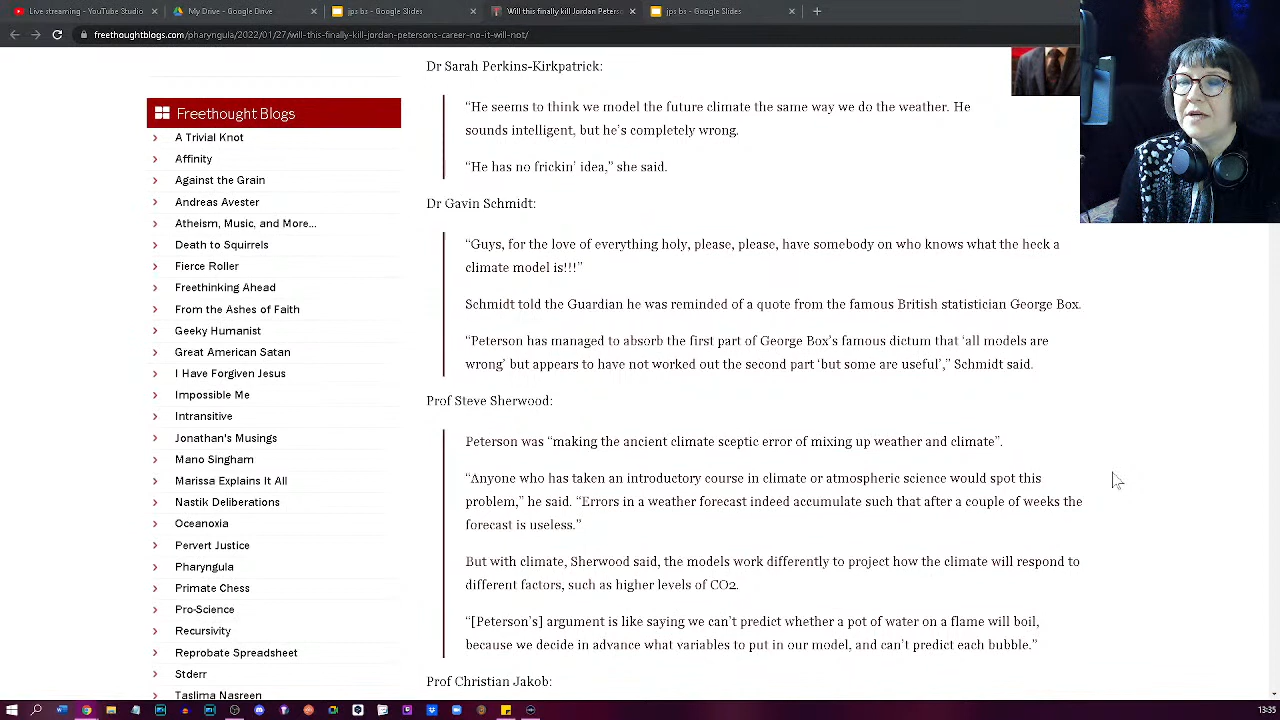 Live streaming - YouTube Studio
My Drive - Google Drive
jps bs - Google Slides
Will this finally kill Jordan Peters
jps bs - Google Slides
freethoughtblogs.com/pharyngula/2022/01/27/will-this-finally-kill-jordan-petersons-career-no-it-will-not/
Freethought Blogs
A Trivial Knot
Affinity
Against the Grain
Andreas Avester
Atheism, Music, and More...
Death to Squirrels
Fierce Roller
Freethinking Ahead
From the Ashes of Faith
Geeky Humanist
Great American Satan
I Have Forgiven Jesus
Impossible Me
Intransitive
Jonathan's Musings
Mano Singham
Marissa Explains It All
Nastik Deliberations
Oceanoxia
Pervert Justice
Pharyngula
Primate Chess
Pro-Science
Recursivity
Reprobate Spreadsheet
Stderr
Taslima Nasreen
Dr Sarah Perkins-Kirkpatrick:
“He seems to think we model the future climate the same way we do the weather. He
sounds intelligent, but he’s completely wrong.
“He has no frickin’ idea,” she said.
Dr Gavin Schmidt:
“Guys, for the love of everything holy, please, please, have somebody on who knows what the heck a
climate model is!!!”
Schmidt told the Guardian he was reminded of a quote from the famous British statistician George Box.
“Peterson has managed to absorb the first part of George Box’s famous dictum that ‘all models are
wrong’ but appears to have not worked out the second part ‘but some are useful’,” Schmidt said.
Prof Steve Sherwood:
Peterson was “making the ancient climate sceptic error of mixing up weather and climate”.
“Anyone who has taken an introductory course in climate or atmospheric science would spot this
problem,” he said. “Errors in a weather forecast indeed accumulate such that after a couple of weeks the
forecast is useless.”
But with climate, Sherwood said, the models work differently to project how the climate will respond to
different factors, such as higher levels of CO2.
“[Peterson’s] argument is like saying we can’t predict whether a pot of water on a flame will boil,
because we decide in advance what variables to put in our model, and can’t predict each bubble.”
Prof Christian Jakob:
13:35